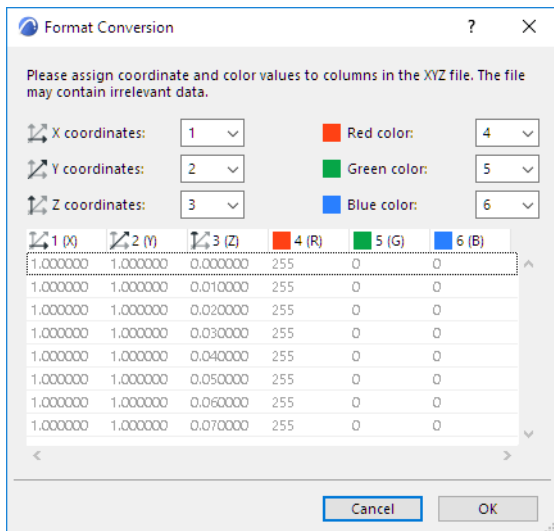 Format Conversion ? ×
Please assign coordinate and color values to columns in the XYZ file. The file
may contain irrelevant data.
X coordinates: 1 Red color: 4
Y coordinates: 2 Green color: 5
Z coordinates: 3 Blue color: 6
1 (X) 2 (Y) 3 (Z) 4 (R) 5 (G) 6 (B)
1.000000 1.000000 0.000000 255 0 0
1.000000 1.000000 0.010000 255 0 0
1.000000 1.000000 0.020000 255 0 0
1.000000 1.000000 0.030000 255 0 0
1.000000 1.000000 0.040000 255 0 0
1.000000 1.000000 0.050000 255 0 0
1.000000 1.000000 0.060000 255 0 0
1.000000 1.000000 0.070000 255 0 0
Cancel OK